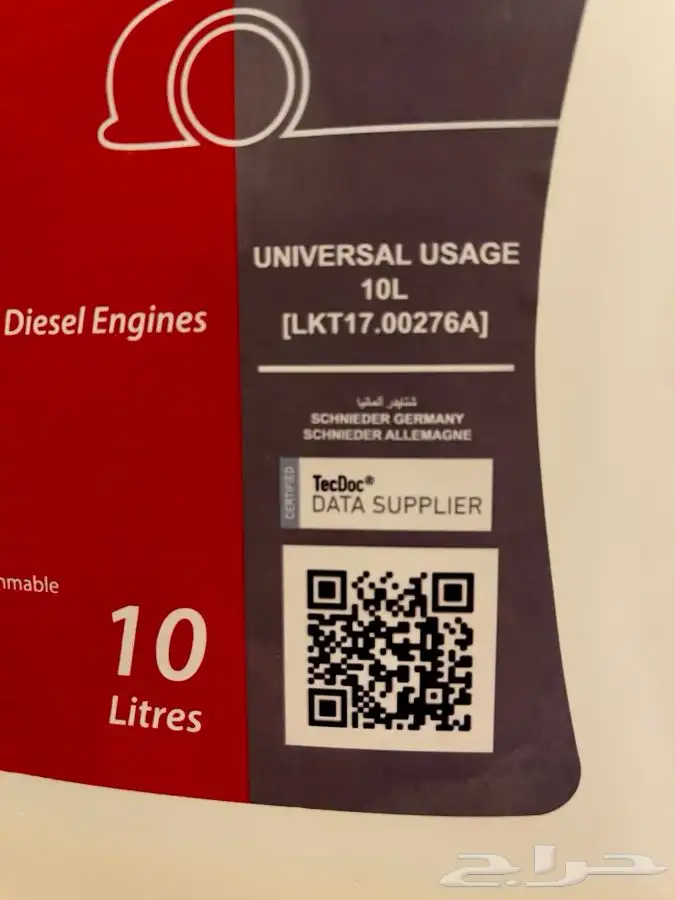 UNIVERSAL USAGE
10L
[LKT17.00276A]
Diesel Engines
شنايدر ألمانيا
SCHNIEDER GERMANY
SCHNIEDER ALLEMAGNE
CERTIFIED
TecDoc®
DATA SUPPLIER
mmable
10
Litres
حراج